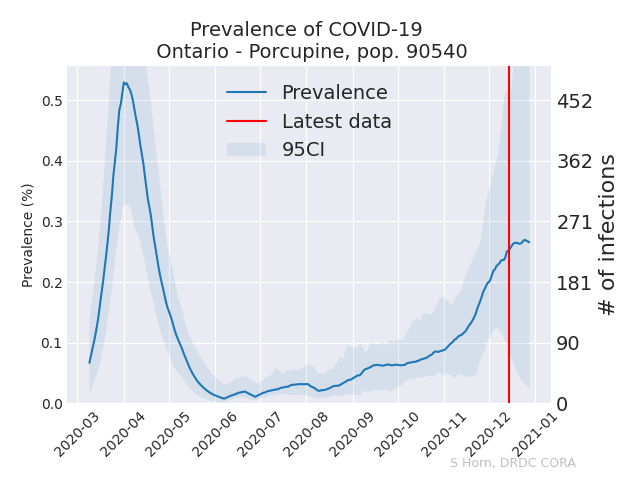 Prevalence of COVID-19
Ontario - Porcupine, pop. 90540
Prevalence
Latest data
95CI
Prevalence (%)
0.5
0.4
0.3
0.2
0.1
0.0
452
362
271
181
90
0
# of infections
2020-03
2020-04
2020-05
2020-06
2020-07
2020-08
2020-09
2020-10
2020-11
2020-12
2021-01
S Horn, DRDC CORA